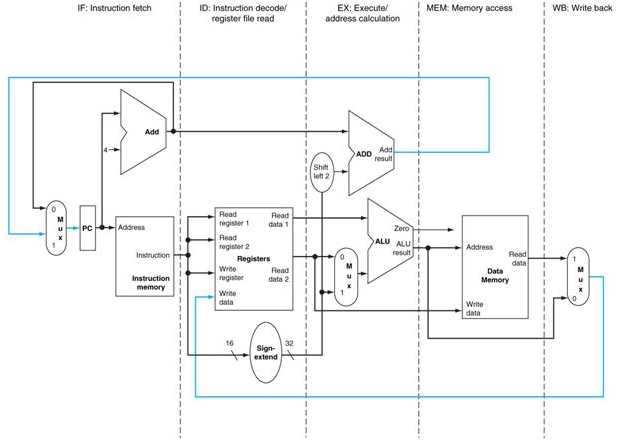 IF: Instruction fetch
ID: Instruction decode/
register file read
EX: Execute/
address calculation
MEM: Memory access
WB: Write back
Add
4
ADD
Add
result
Shift
left 2
0
M
u
x
1
PC
Address
Instruction
Instruction
memory
Read
register 1
Read
register 2
Write
register
Write
data
Registers
Read
data 1
Read
data 2
0
M
u
x
1
Zero
ALU
ALU
result
Address
Read
data
Data
Memory
Write
data
1
M
u
x
0
16
Sign-
extend
32